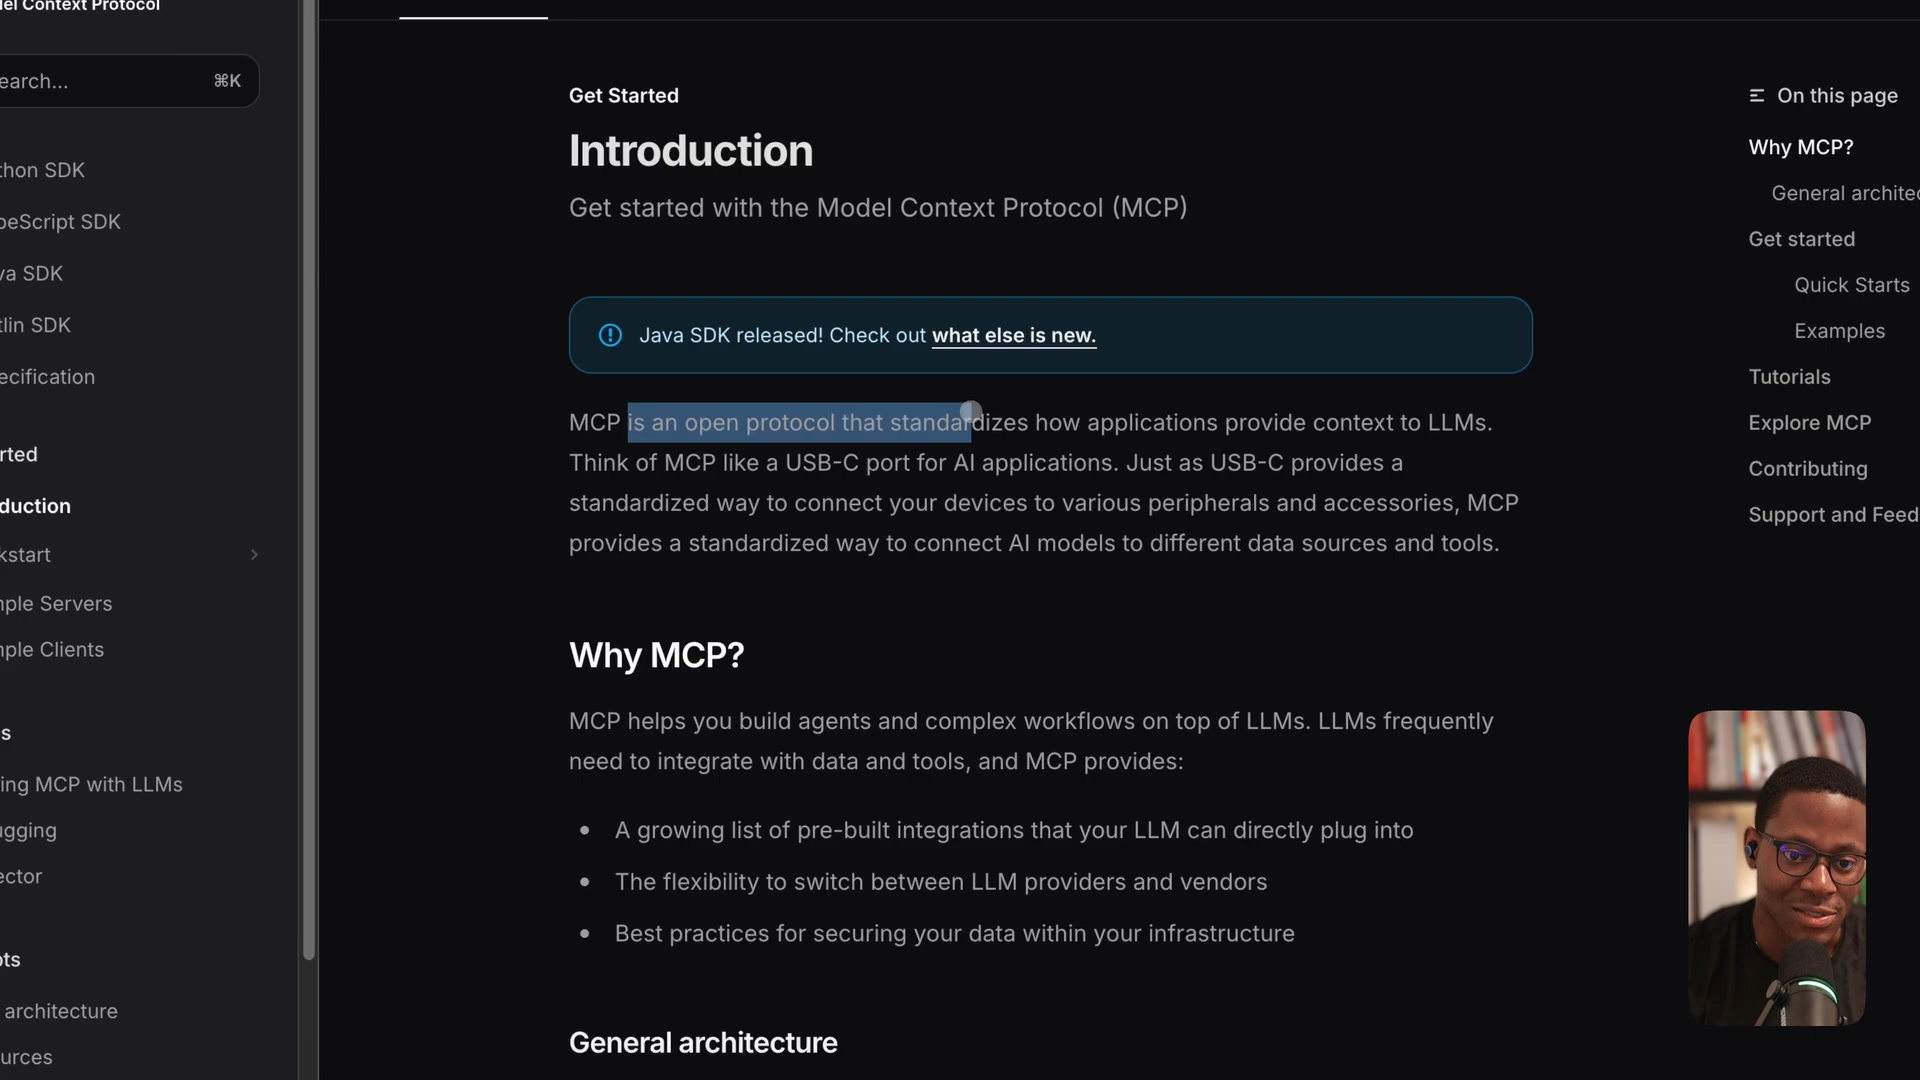 el Context Protocol
earch...
⌘K
thon SDK
peScript SDK
va SDK
tlin SDK
ecification
rted
duction
kstart
mple Servers
mple Clients
s
ing MCP with LLMs
ugging
ector
pts
architecture
urces
Get Started
Introduction
Get started with the Model Context Protocol (MCP)
Java SDK released! Check out what else is new.
MCP is an open protocol that standardizes how applications provide context to LLMs.
Think of MCP like a USB-C port for AI applications. Just as USB-C provides a
standardized way to connect your devices to various peripherals and accessories, MCP
provides a standardized way to connect AI models to different data sources and tools.
Why MCP?
MCP helps you build agents and complex workflows on top of LLMs. LLMs frequently
need to integrate with data and tools, and MCP provides:
• A growing list of pre-built integrations that your LLM can directly plug into
• The flexibility to switch between LLM providers and vendors
• Best practices for securing your data within your infrastructure
General architecture
On this page
Why MCP?
General architec
Get started
Quick Starts
Examples
Tutorials
Explore MCP
Contributing
Support and Feed